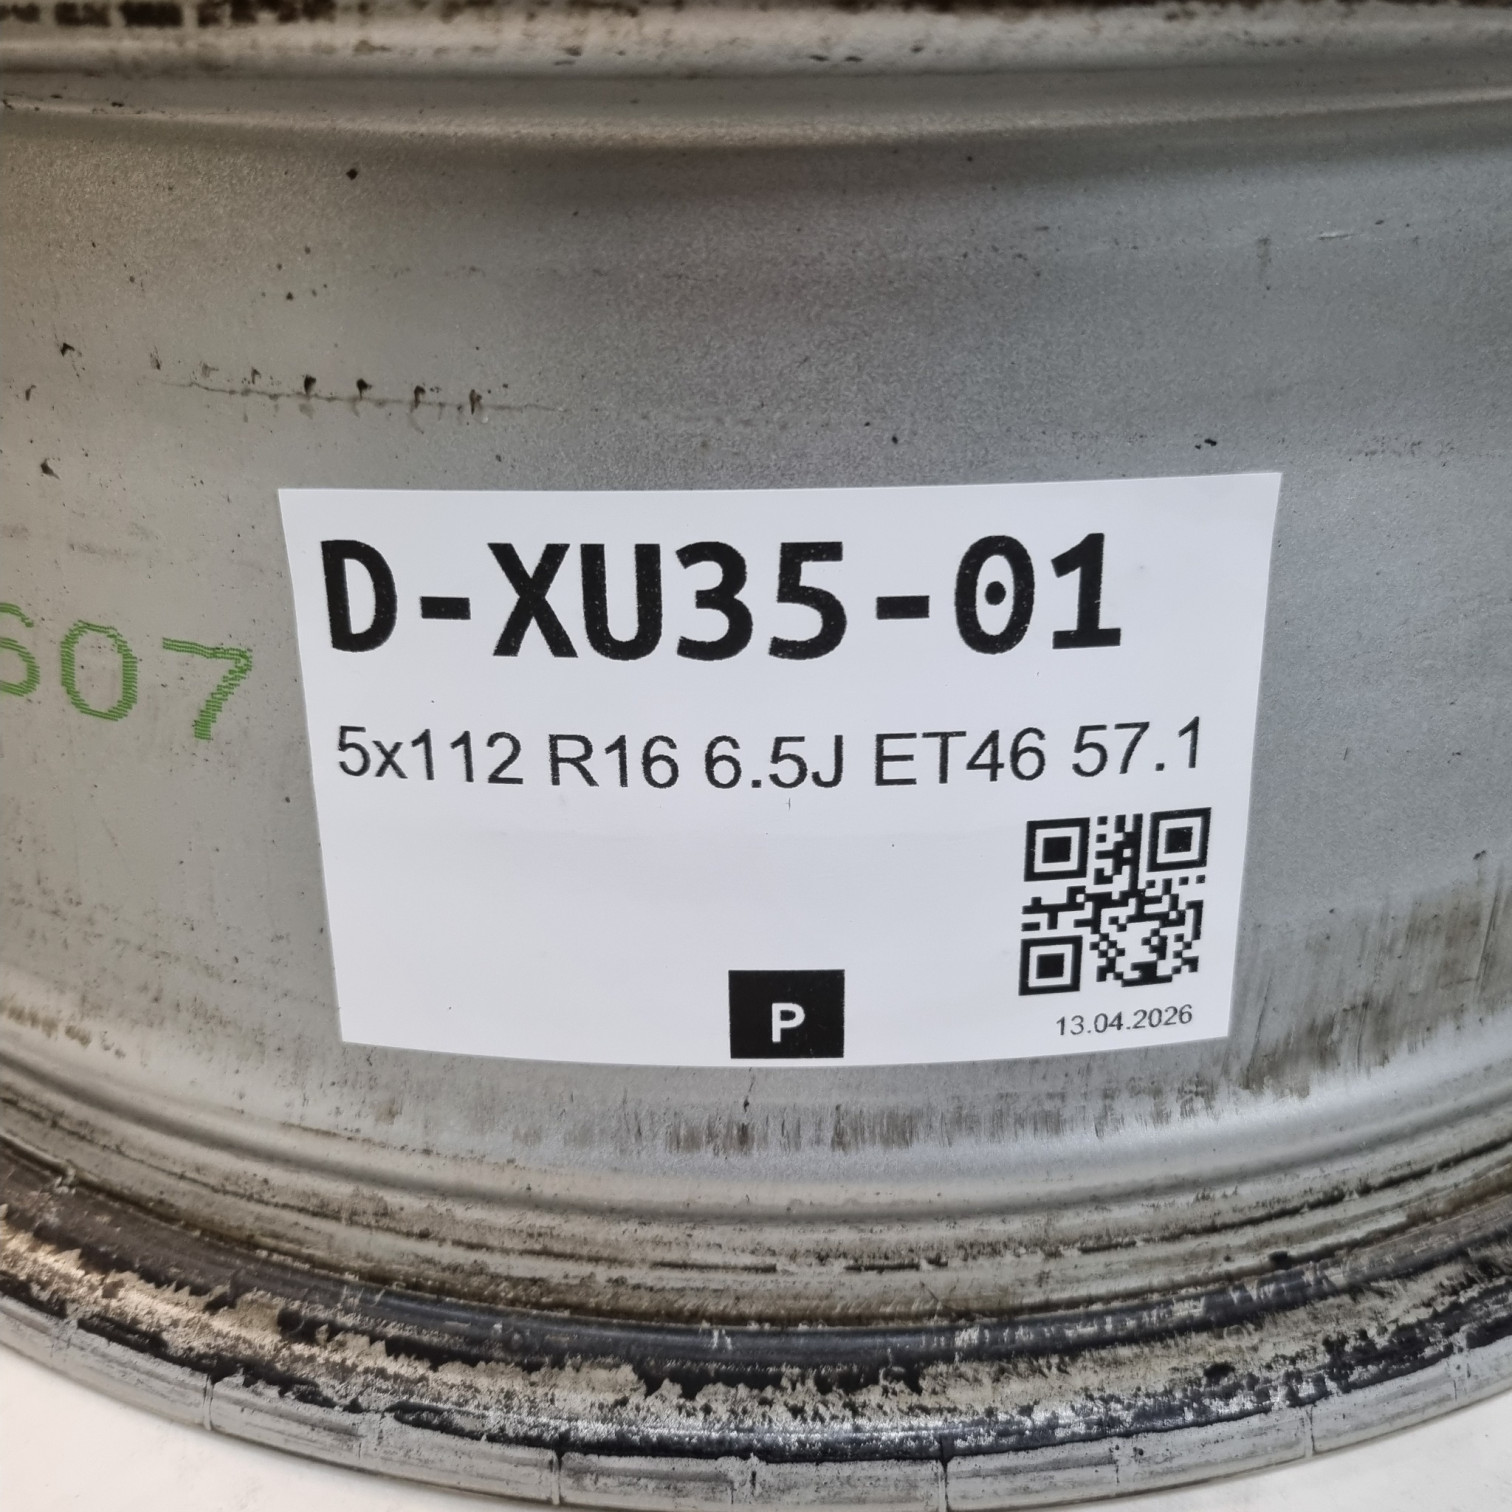 D-XU35-01
607
5x112 R16 6.5J ET46 57.1
P
13.04.2026